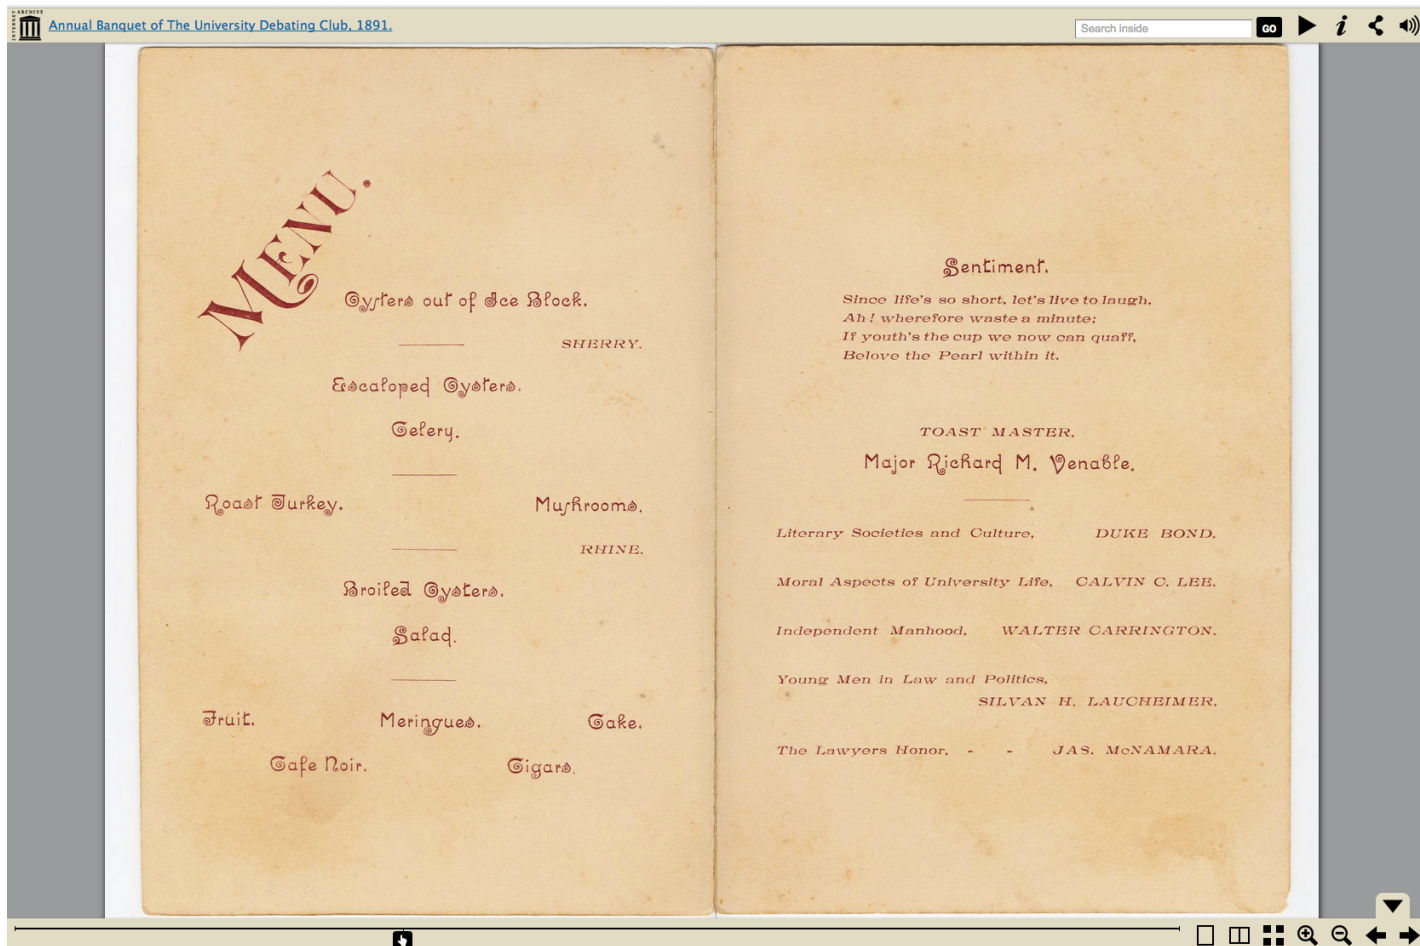 INTERNET ARCHIVE
Annual Banquet of The University Debating Club, 1891.
Search inside
GO
MENU.
Oysters out of Ice Block.
SHERRY.
Escaloped Oysters.
Celery.
Roast Turkey. Mushrooms.
RHINE.
Broiled Oysters.
Salad.
Fruit. Meringues. Cake.
Cafe Noir. Cigars.
Sentiment.
Since life's so short, let's live to laugh,
Ah! wherefore waste a minute;
If youth's the cup we now can quaff,
Belove the Pearl within it.
TOAST MASTER,
Major Richard M. Venable.
Literary Societies and Culture, DUKE BOND.
Moral Aspects of University Life, CALVIN C. LEE.
Independent Manhood, WALTER CARRINGTON.
Young Men in Law and Politics,
SILVAN H. LAUCHEIMER.
The Lawyers Honor, - - JAS. McNAMARA.